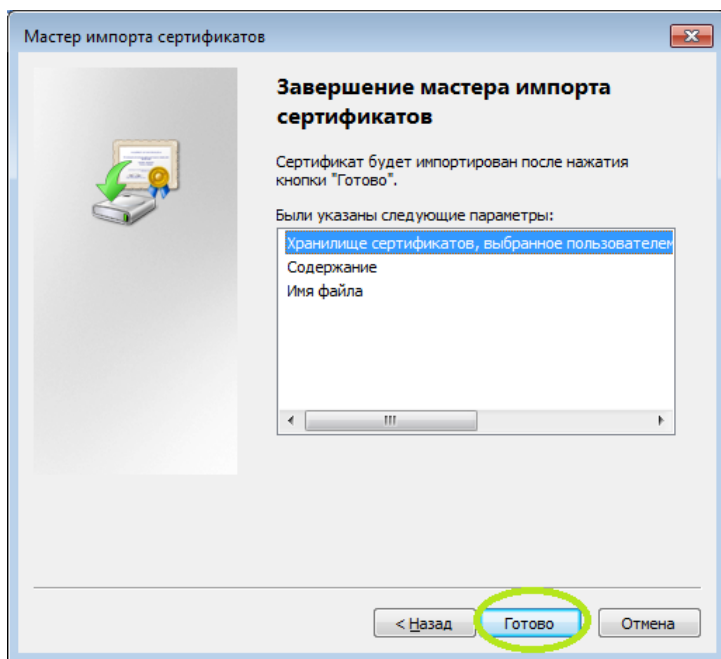 Мастер импорта сертификатов
Завершение мастера импорта
сертификатов
Сертификат будет импортирован после нажатия
кнопки "Готово".
Были указаны следующие параметры:
Хранилище сертификатов, выбранное пользователем
Содержание
Имя файла
< Назад
Готово
Отмена